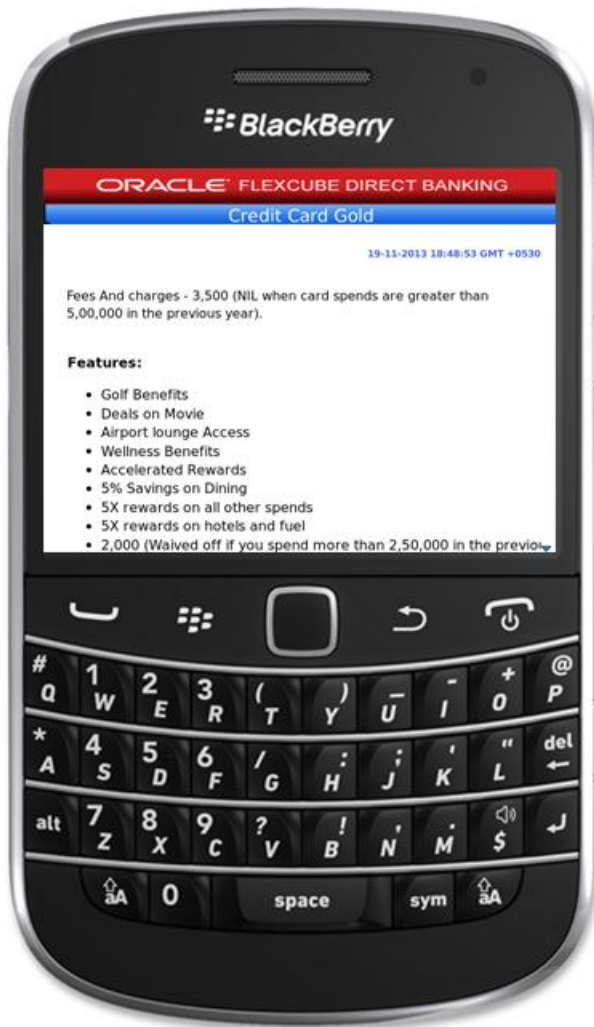 BlackBerry
ORACLE FLEXCUBE DIRECT BANKING
Credit Card Gold
19-11-2013 18:48:53 GMT +0530
Fees And charges - 3,500 (NIL when card spends are greater than
5,00,000 in the previous year).
Features:
• Golf Benefits
• Deals on Movie
• Airport lounge Access
• Wellness Benefits
• Accelerated Rewards
• 5% Savings on Dining
• 5X rewards on all other spends
• 5X rewards on hotels and fuel
• 2,000 (Waived off if you spend more than 2,50,000 in the
# Q 1 W 2 E 3 R ( T ) Y _ U - I + O @ P
* A 4 S 5 D 6 F / G : H ; J ' K " L del
alt 7 Z 8 X 9 C ? V ! B , N . M $
aA 0 space sym aA